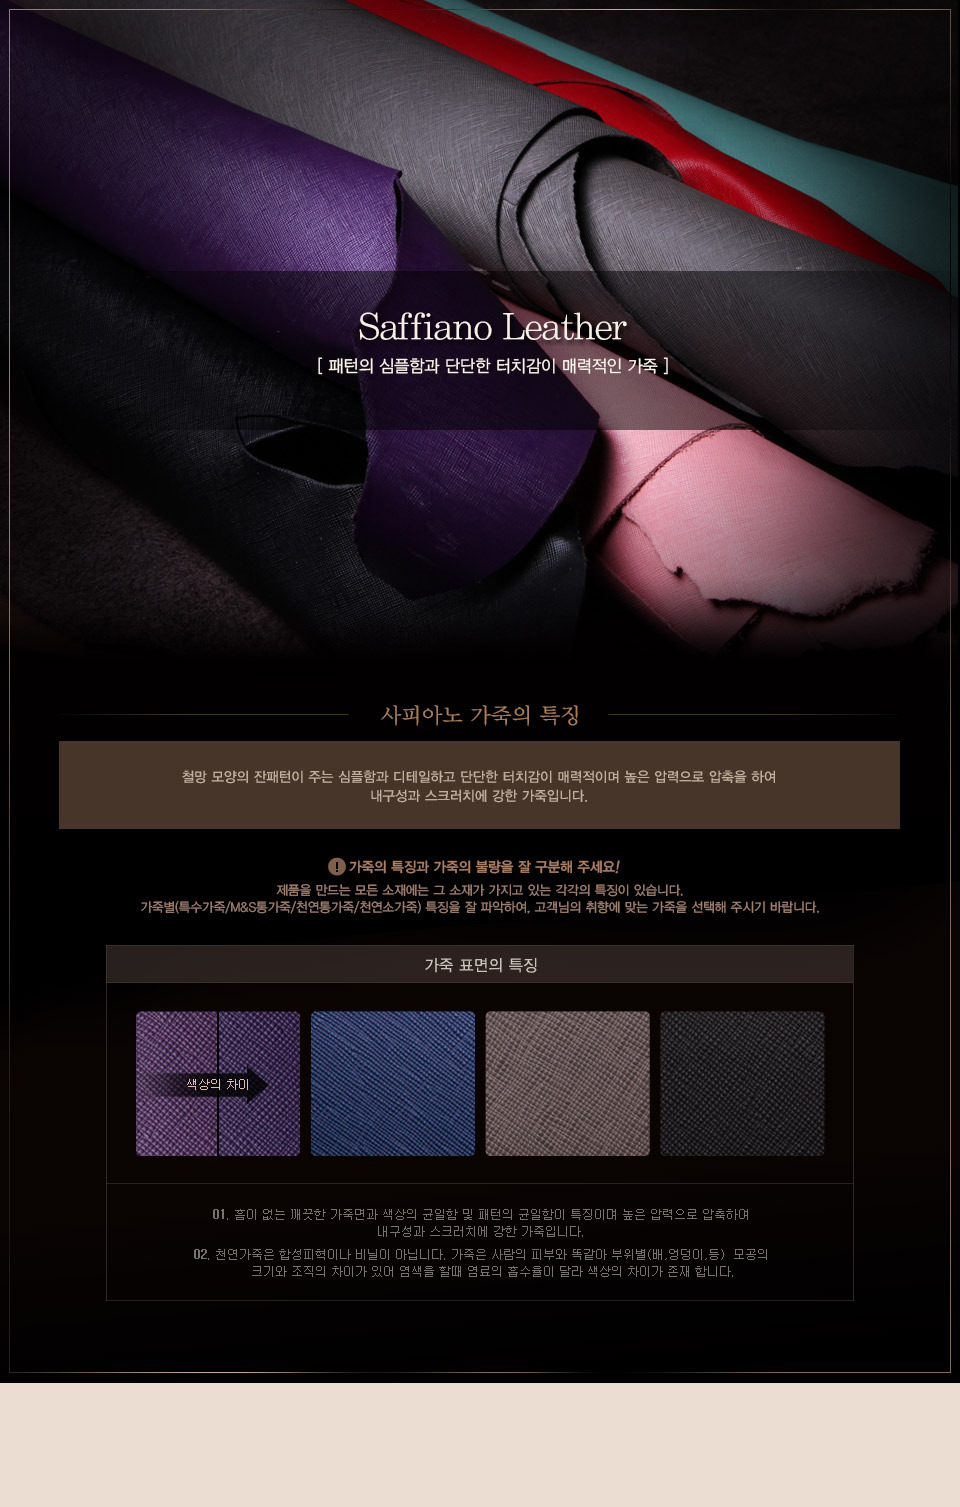 Saffiano Leather
[ 패턴의 심플함과 단단한 터치감이 매력적인 가죽 ]
사피아노 가죽의 특징
철망 모양의 잔패턴이 주는 심플함과 디테일하고 단단한 터치감이 매력적이며 높은 압력으로 압축을 하여
내구성과 스크러치에 강한 가죽입니다.
! 가죽의 특징과 가죽의 불량을 잘 구분해 주세요!
제품을 만드는 모든 소재에는 그 소재가 가지고 있는 각각의 특징이 있습니다.
가죽별(특수가죽/M&S통가죽/천연통가죽/천연소가죽) 특징을 잘 파악하여, 고객님의 취향에 맞는 가죽을 선택해 주시기 바랍니다.
가죽 표면의 특징
색상의 차이
01. 흠이 없는 깨끗한 가죽면과 색상의 균일함 및 패턴의 균일함이 특징이며 높은 압력으로 압축하여
내구성과 스크러치에 강한 가죽입니다.
02. 천연가죽은 합성피혁이나 비닐이 아닙니다. 가죽은 사람의 피부와 똑같아 부위별(배,엉덩이,등) 모공의
크기와 조직의 차이가 있어 염색을 할때 염료의 흡수율이 달라 색상의 차이가 존재 합니다.